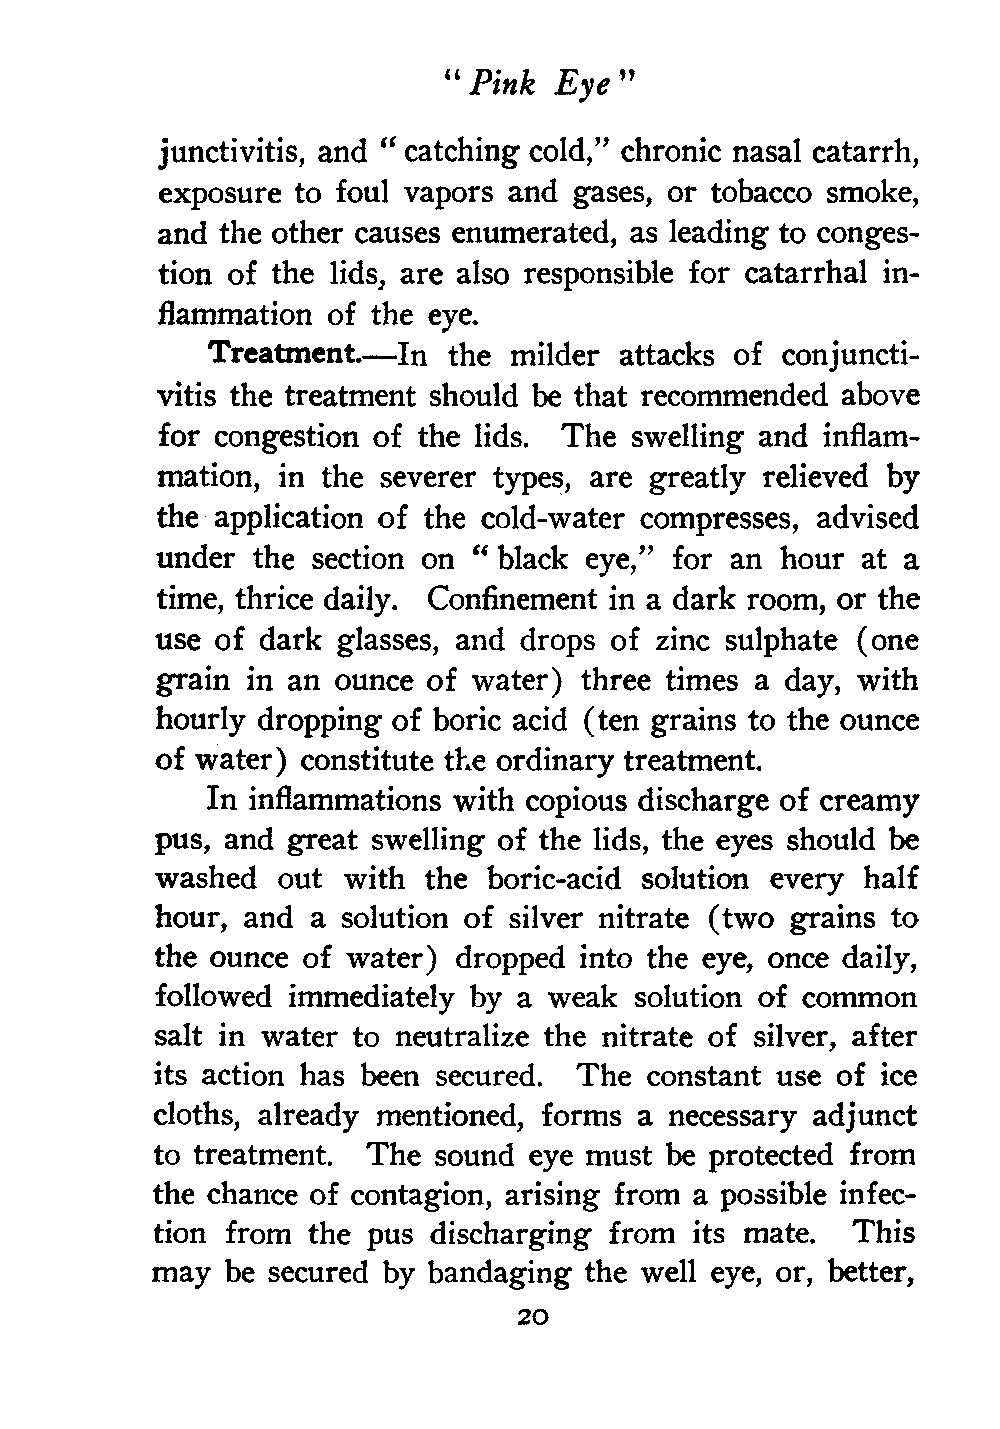 “ Pink Eye ”
junctivitis, and “ catching cold,” chronic nasal catarrh,
exposure to foul vapors and gases, or tobacco smoke,
and the other causes enumerated, as leading to conges-
tion of the lids, are also responsible for catarrhal in-
flammation of the eye.
Treatment.—In the milder attacks of conjuncti-
vitis the treatment should be that recommended above
for congestion of the lids. The swelling and inflam-
mation, in the severer types, are greatly relieved by
the application of the cold-water compresses, advised
under the section on “ black eye,” for an hour at a
time, thrice daily. Confinement in a dark room, or the
use of dark glasses, and drops of zinc sulphate (one
grain in an ounce of water) three times a day, with
hourly dropping of boric acid (ten grains to the ounce
of water) constitute the ordinary treatment.
In inflammations with copious discharge of creamy
pus, and great swelling of the lids, the eyes should be
washed out with the boric-acid solution every half
hour, and a solution of silver nitrate (two grains to
the ounce of water) dropped into the eye, once daily,
followed immediately by a weak solution of common
salt in water to neutralize the nitrate of silver, after
its action has been secured. The constant use of ice
cloths, already mentioned, forms a necessary adjunct
to treatment. The sound eye must be protected from
the chance of contagion, arising from a possible infec-
tion from the pus discharging from its mate. This
may be secured by bandaging the well eye, or, better,
20